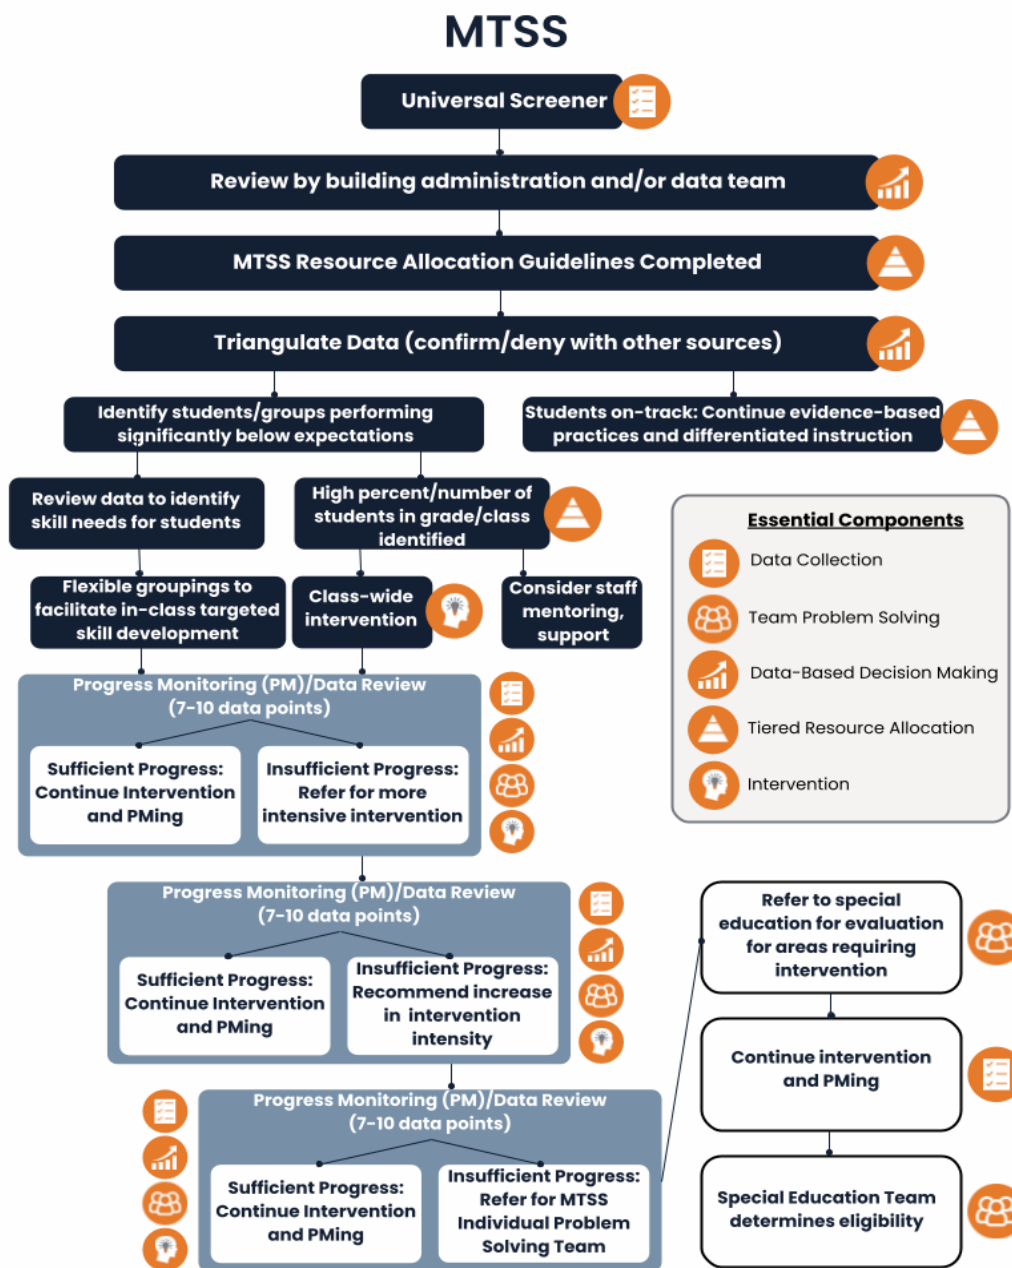 MTSS
Universal Screener
Review by building administration and/or data team
MTSS Resource Allocation Guidelines Completed
Triangulate Data (confirm/deny with other sources)
Identify students/groups performing
significantly below expectations
Students on-track: Continue evidence-based
practices and differentiated instruction
Review data to identify
skill needs for students
High percent/number of
students in grade/class
identified
Flexible groupings to
facilitate in-class targeted
skill development
Class-wide
intervention
Consider staff
mentoring,
support
Essential Components
Data Collection
Team Problem Solving
Data-Based Decision Making
Tiered Resource Allocation
Intervention
Progress Monitoring (PM)/Data Review
(7-10 data points)
Sufficient Progress:
Continue Intervention
and PMing
Insufficient Progress:
Refer for more
intensive intervention
Progress Monitoring (PM)/Data Review
(7-10 data points)
Sufficient Progress:
Continue Intervention
and PMing
Insufficient Progress:
Recommend increase
in intervention
intensity
Progress Monitoring (PM)/Data Review
(7-10 data points)
Sufficient Progress:
Continue Intervention
and PMing
Insufficient Progress:
Refer for MTSS
Individual Problem
Solving Team
Refer to special
education for evaluation
for areas requiring
intervention
Continue intervention
and PMing
Special Education Team
determines eligibility